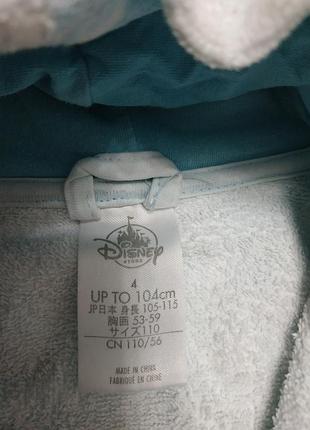 Disney
STORE
4
UP TO 104cm
JP日本 身長 105-115
胸囲 53-59
サイズ110
CN 110/56
MADE IN CHINA
FABRIQUÉ EN CHINE